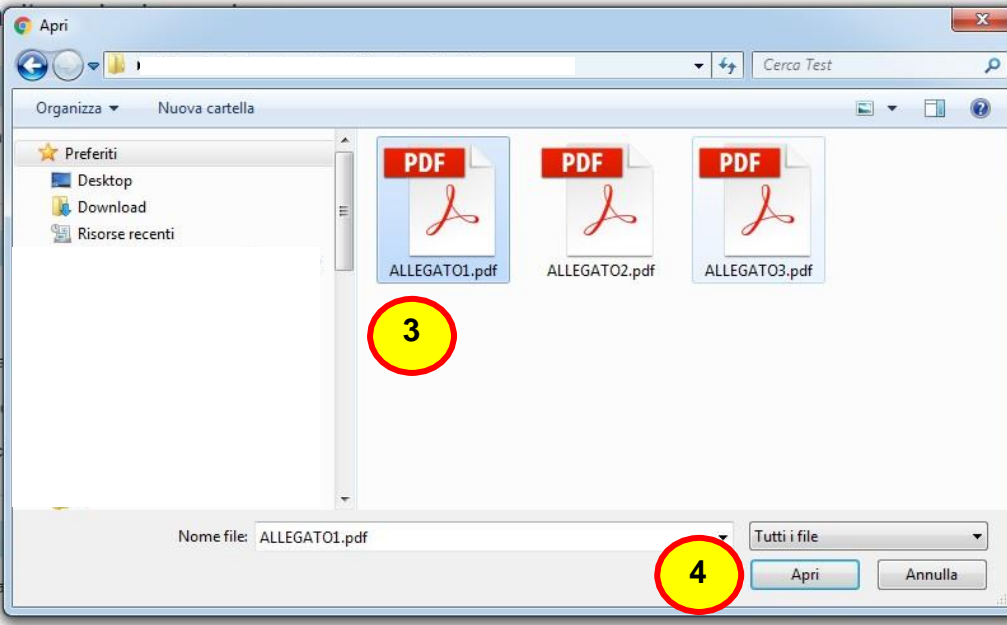 Apri
Cerca Test
Organizza
Nuova cartella
Preferiti
Desktop
Download
Risorse recenti
PDF
PDF
PDF
ALLEGATO1.pdf
ALLEGATO2.pdf
ALLEGATO3.pdf
3
Nome file:
ALLEGATO1.pdf
Tutti i file
4
Apri
Annulla